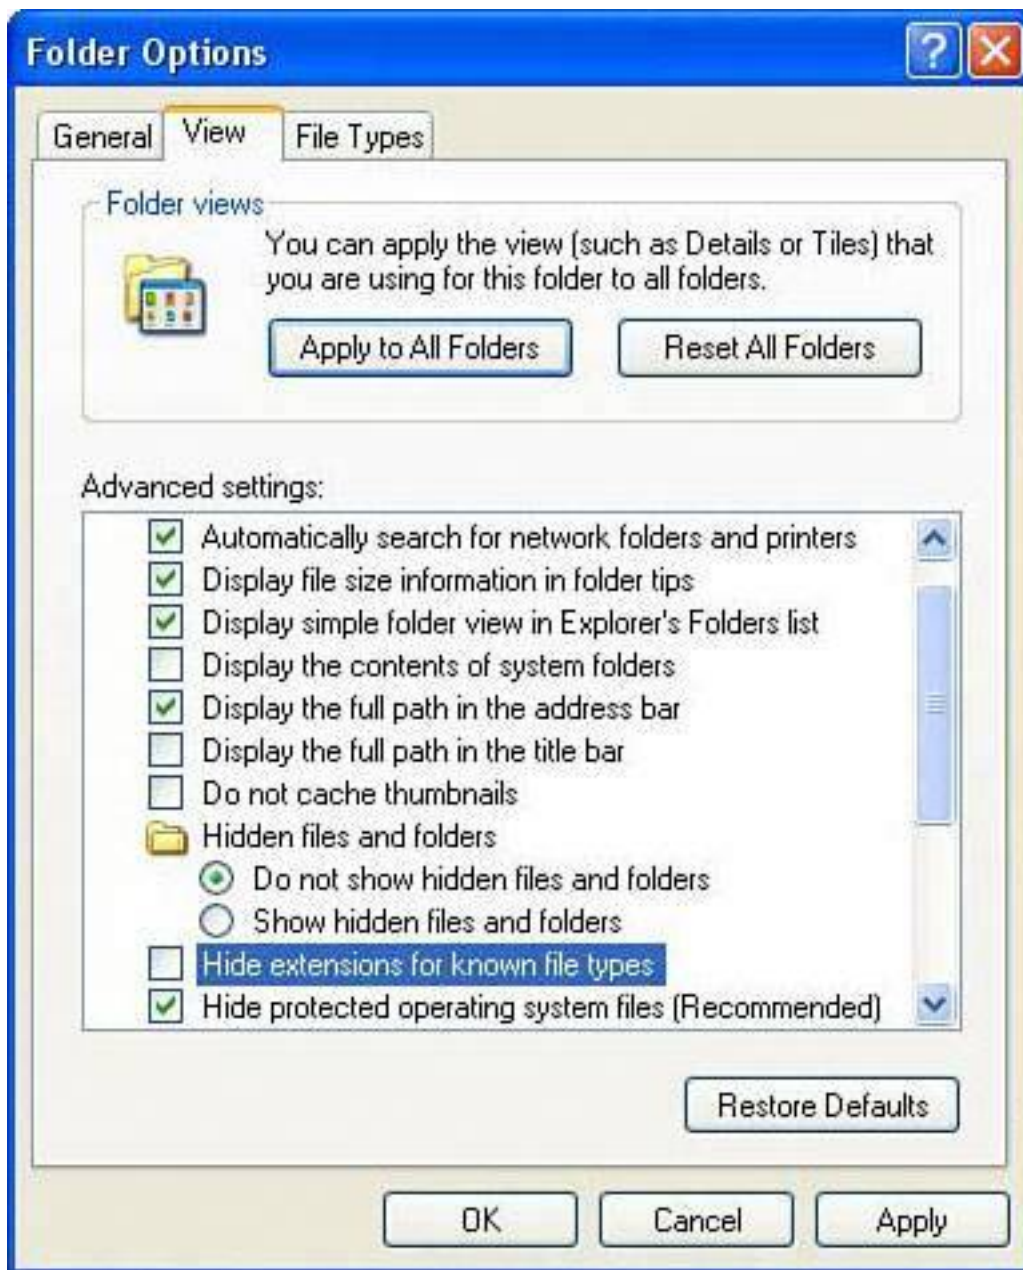 Folder Options
General View File Types
Folder views
You can apply the view (such as Details or Tiles) that
you are using for this folder to all folders.
Apply to All Folders Reset All Folders
Advanced settings:
Automatically search for network folders and printers
Display file size information in folder tips
Display simple folder view in Explorer's Folders list
Display the contents of system folders
Display the full path in the address bar
Display the full path in the title bar
Do not cache thumbnails
Hidden files and folders
Do not show hidden files and folders
Show hidden files and folders
Hide extensions for known file types
Hide protected operating system files (Recommended)
Restore Defaults
OK Cancel Apply